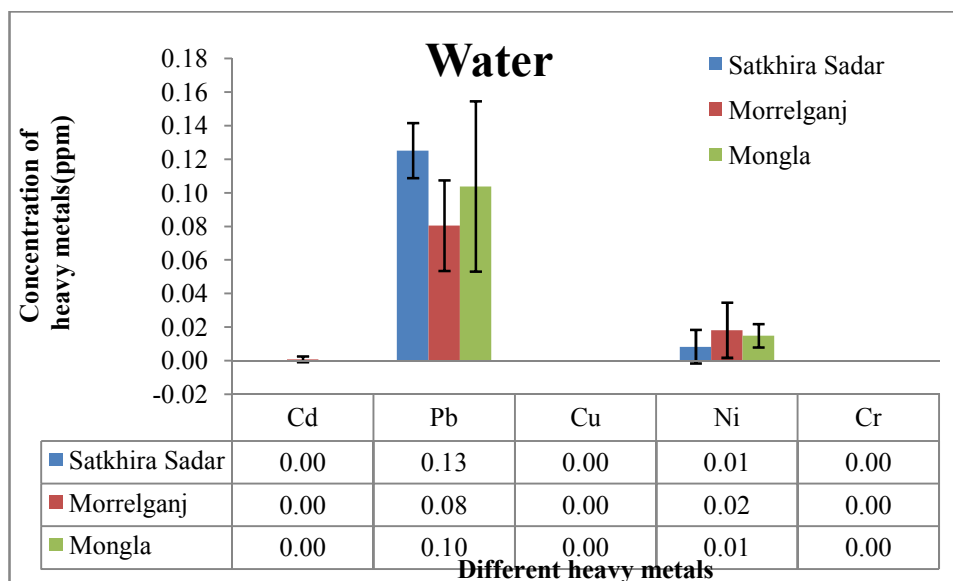 Water
Concentration of
heavy metals(ppm)
0.18
0.16
0.14
0.12
0.10
0.08
0.06
0.04
0.02
0.00
-0.02
Satkhira Sadar
Morrelganj
Mongla
Cd Pb Cu Ni Cr
Satkhira Sadar 0.00 0.13 0.00 0.01 0.00
Morrelganj 0.00 0.08 0.00 0.02 0.00
Mongla 0.00 0.10 0.00 0.01 0.00
Different heavy metals